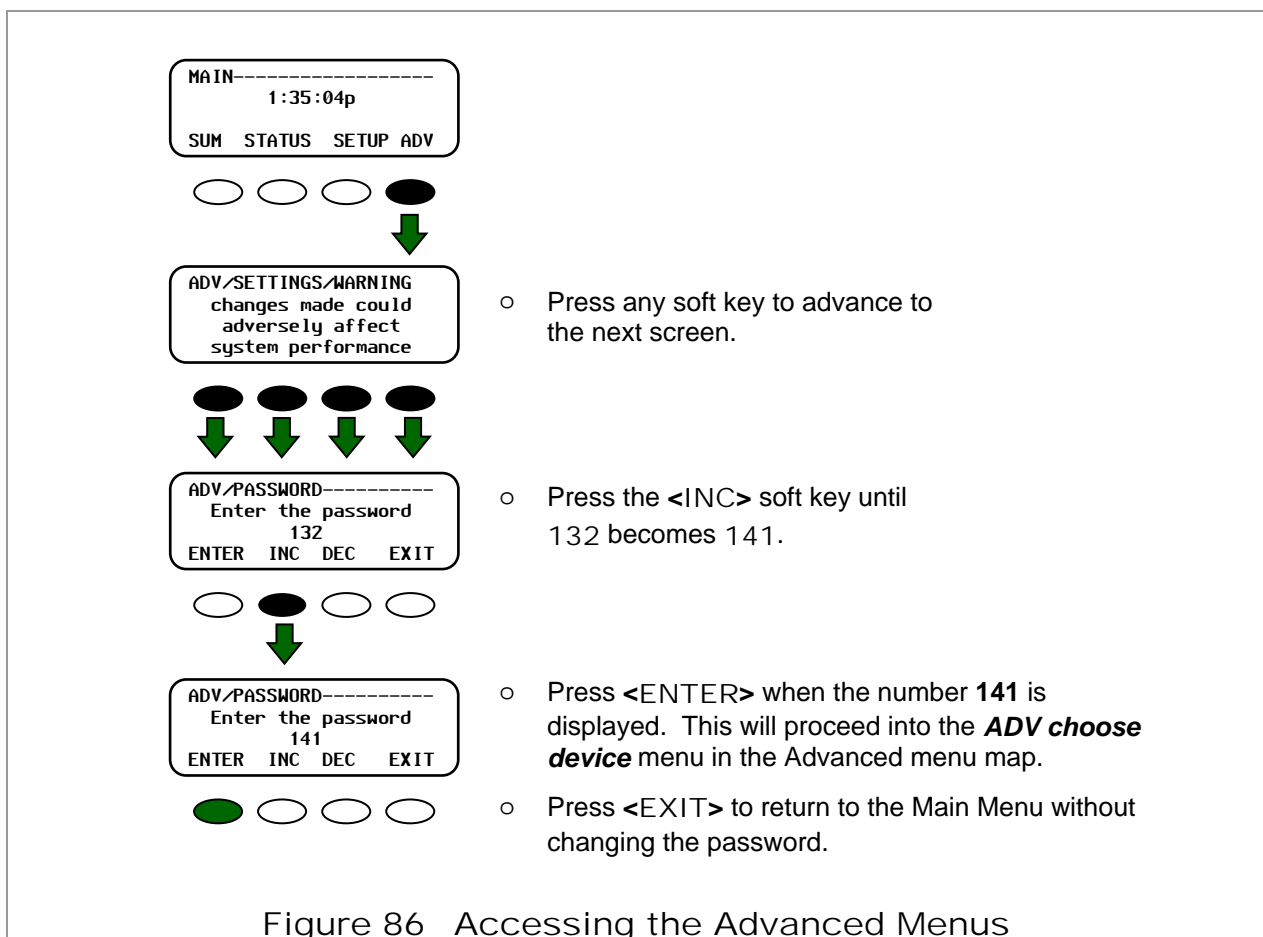 MAIN------------------
1:35:04p
SUM STATUS SETUP ADV
ADV/SETTINGS/WARNING
changes made could
adversely affect
system performance
○ Press any soft key to advance to
the next screen.
ADV/PASSWORD----------
Enter the password
132
ENTER INC DEC EXIT
○ Press the <INC> soft key until
132 becomes 141.
ADV/PASSWORD----------
Enter the password
141
ENTER INC DEC EXIT
○ Press <ENTER> when the number 141 is
displayed. This will proceed into the ADV choose
device menu in the Advanced menu map.
○ Press <EXIT> to return to the Main Menu without
changing the password.
Figure 86 Accessing the Advanced Menus